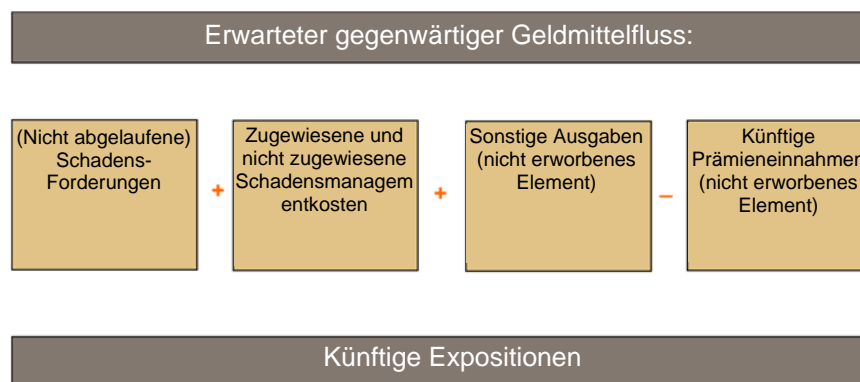 Erwarteter gegenwärtiger Geldmittelfluss:
(Nicht abgelaufene)
Schadens-
Forderungen
+
Zugewiesene und
nicht zugewiesene
Schadensmanagem
entkosten
+
Sonstige Ausgaben
(nicht erworbenes
Element)
–
Künftige
Prämieneinnahmen
(nicht erworbenes
Element)
Künftige Expositionen